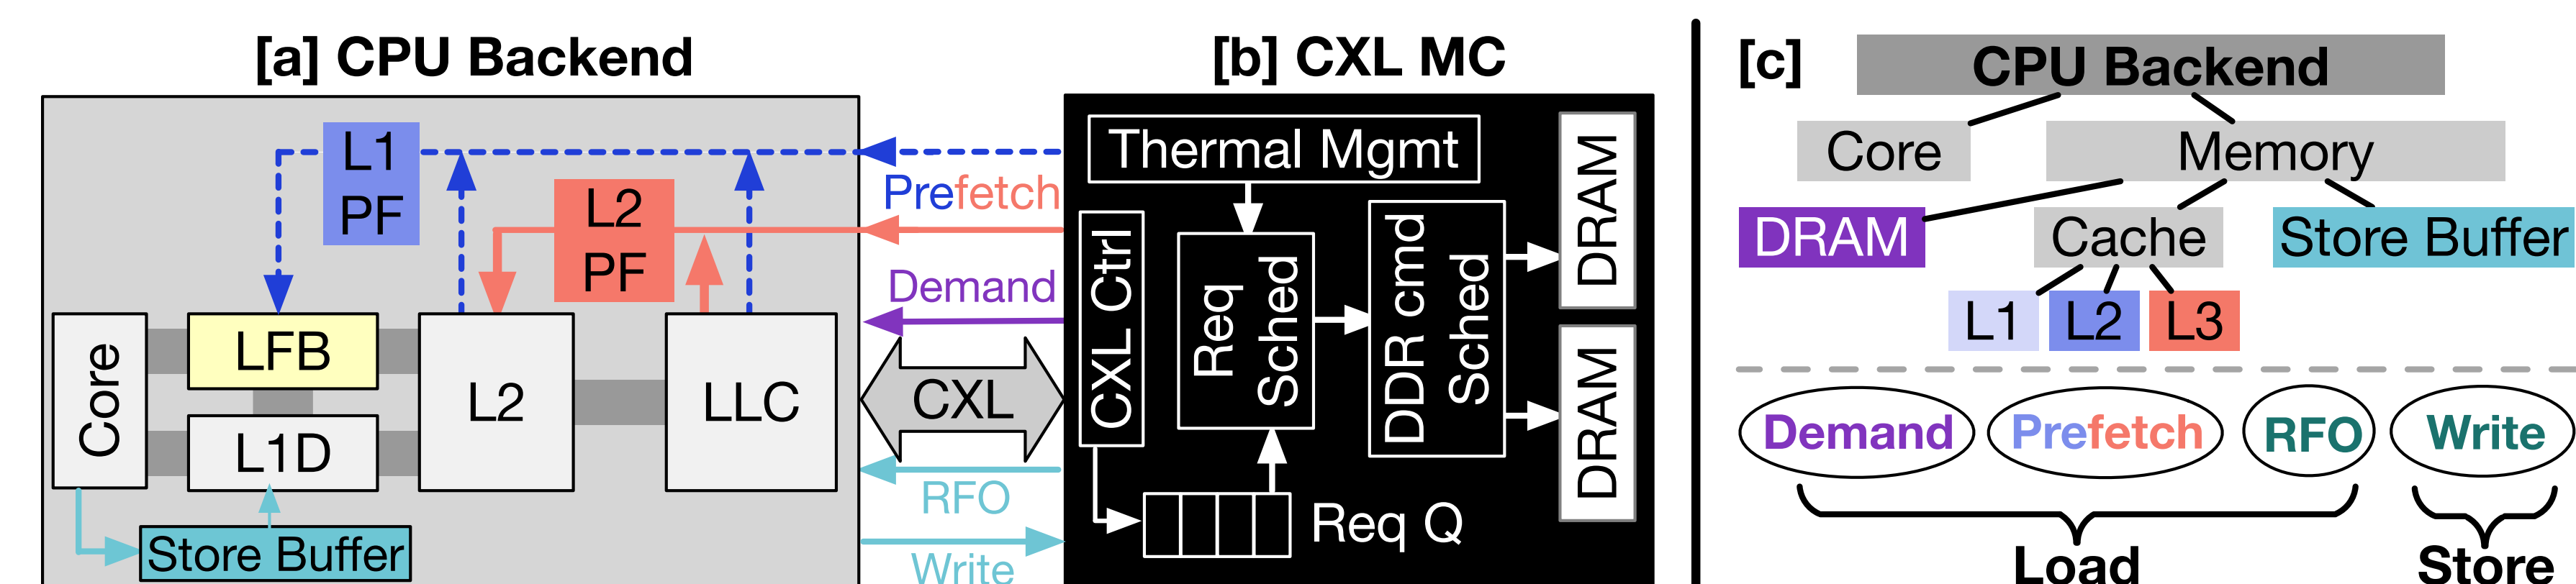 [a] CPU Backend
L1
PF
L2
PF
Core
LFB
L1D
L2
LLC
Store Buffer
Prefetch
Demand
CXL
RFO
Write
[b] CXL MC
Thermal Mgmt
CXL Ctrl
Req
Sched
DDR cmd
Sched
DRAM
DRAM
Req Q
[c]
CPU Backend
Core
Memory
DRAM
Cache
Store Buffer
L1
L2
L3
Demand
Prefetch
RFO
Write
Load
Store